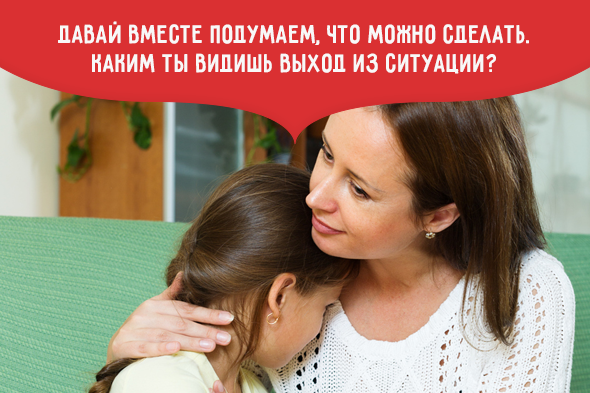 ДАВАЙ ВМЕСТЕ ПОДУМАЕМ, ЧТО МОЖНО СДЕЛАТЬ.
КАКИМ ТЫ ВИДИШЬ ВЫХОД ИЗ СИТУАЦИИ?